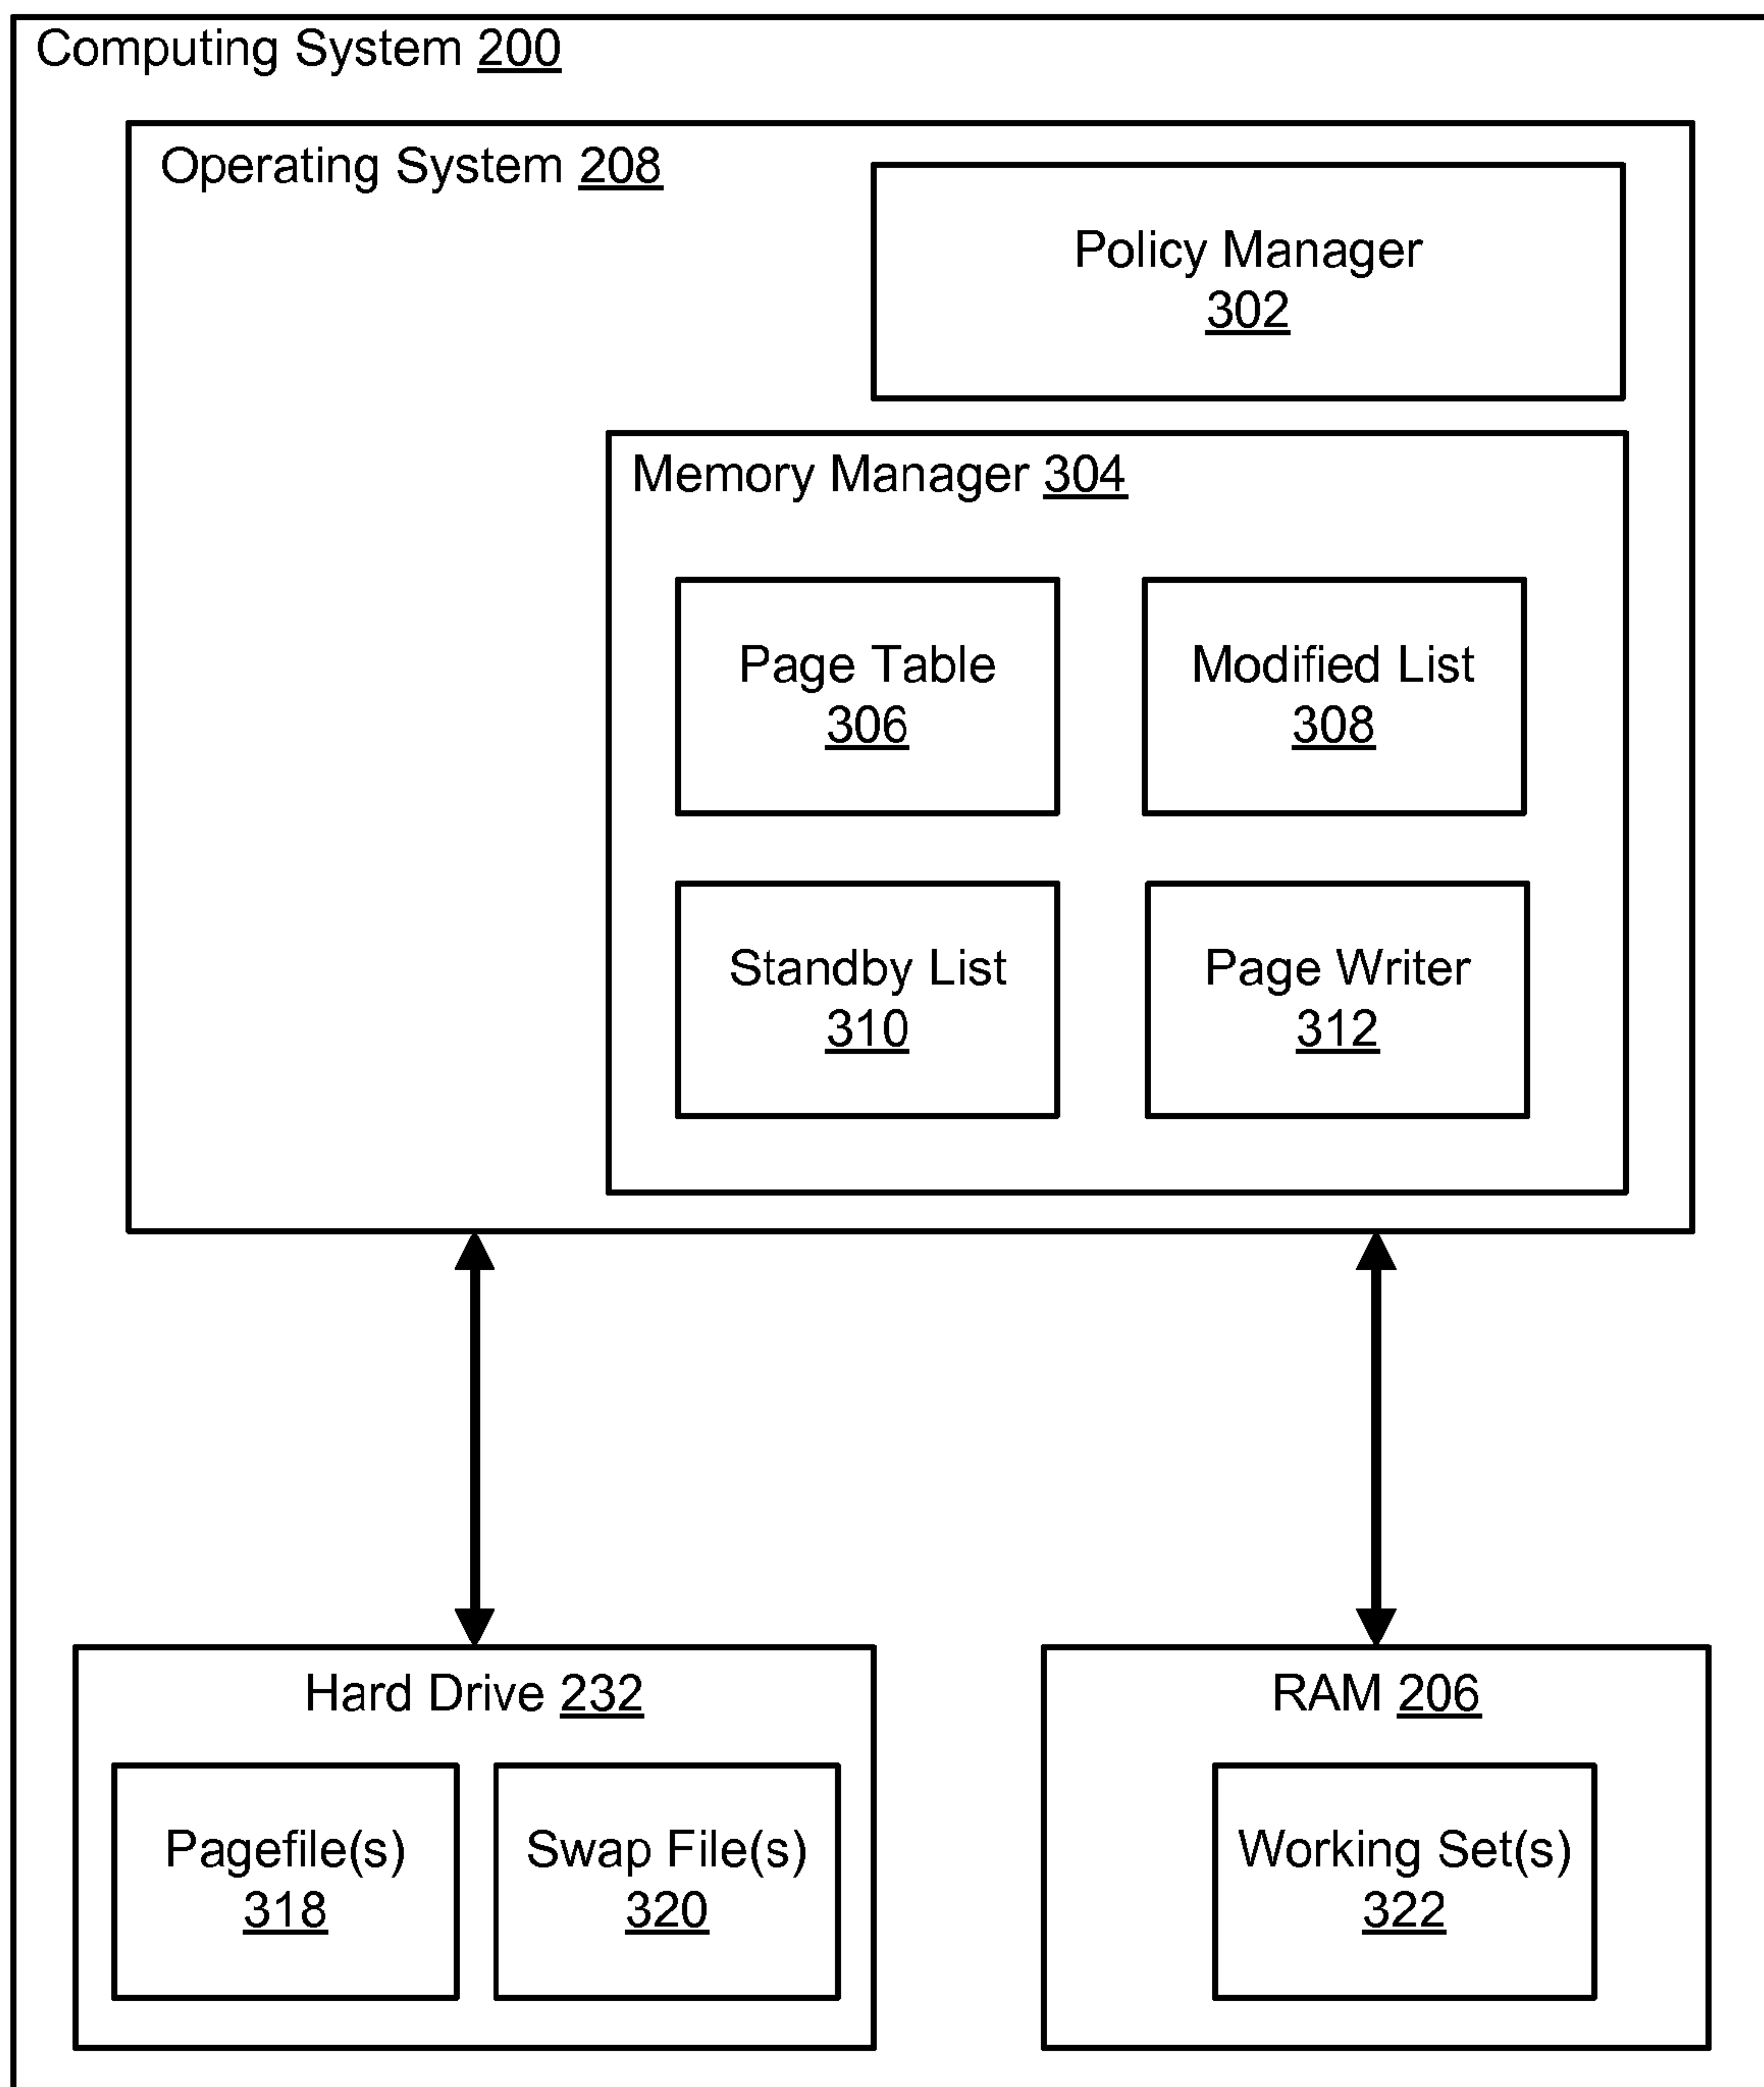 Computing System 200
Operating System 208
Policy Manager
302
Memory Manager 304
Page Table
306
Modified List
308
Standby List
310
Page Writer
312
Hard Drive 232
Pagefile(s)
318
Swap File(s)
320
RAM 206
Working Set(s)
322